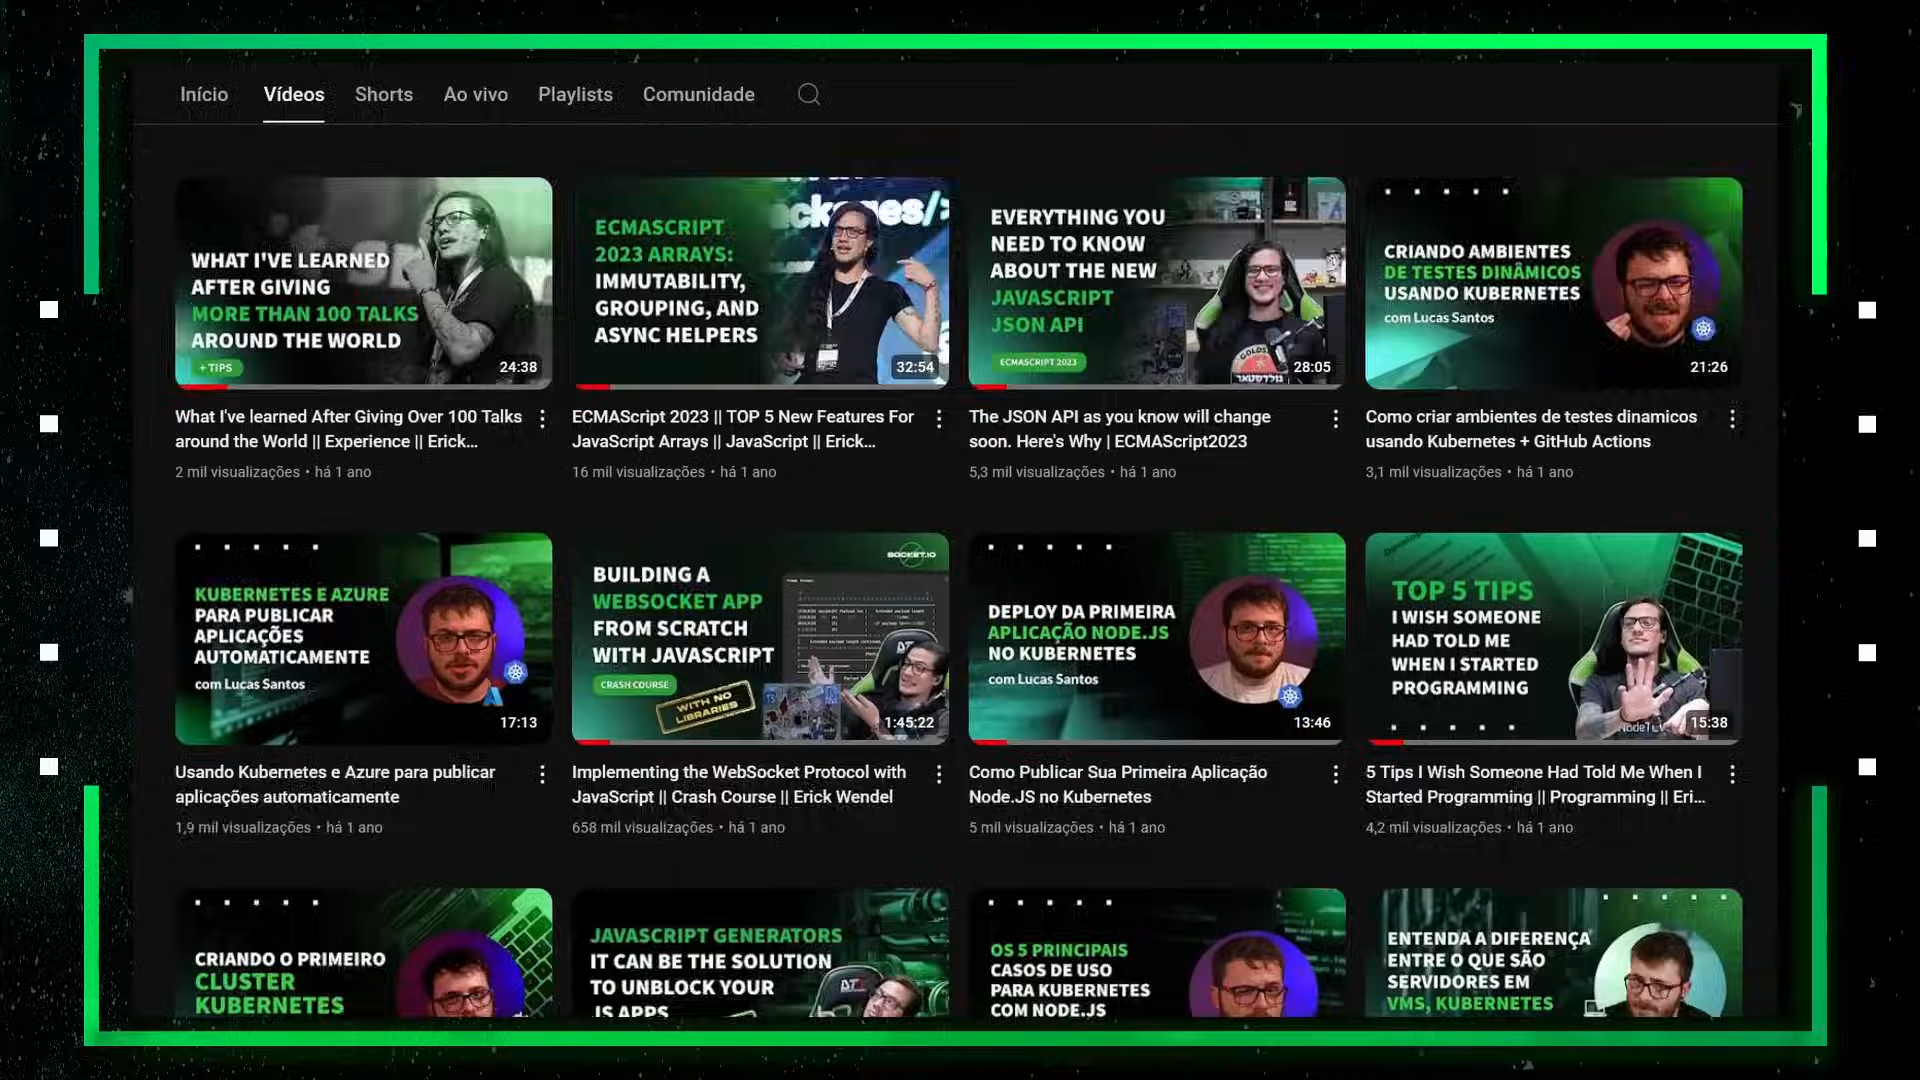 Início Vídeos Shorts Ao vivo Playlists Comunidade
WHAT I'VE LEARNED
AFTER GIVING
MORE THAN 100 TALKS
AROUND THE WORLD
+ TIPS
24:38
What I've learned After Giving Over 100 Talks
around the World || Experience || Erick...
2 mil visualizações • há 1 ano
ckages/>
ECMASCRIPT
2023 ARRAYS:
IMMUTABILITY,
GROUPING, AND
ASYNC HELPERS
32:54
ECMAScript 2023 || TOP 5 New Features For
JavaScript Arrays || JavaScript || Erick...
16 mil visualizações • há 1 ano
EVERYTHING YOU
NEED TO KNOW
ABOUT THE NEW
JAVASCRIPT
JSON API
ECMASCRIPT 2023
28:05
The JSON API as you know will change
soon. Here's Why | ECMAScript2023
5,3 mil visualizações • há 1 ano
CRIANDO AMBIENTES
DE TESTES DINÂMICOS
USANDO KUBERNETES
com Lucas Santos
21:26
Como criar ambientes de testes dinamicos
usando Kubernetes + GitHub Actions
3,1 mil visualizações • há 1 ano
KUBERNETES E AZURE
PARA PUBLICAR
APLICAÇÕES
AUTOMATICAMENTE
com Lucas Santos
17:13
Usando Kubernetes e Azure para publicar
aplicações automaticamente
1,9 mil visualizações • há 1 ano
SOCKET.IO
BUILDING A
WEBSOCKET APP
FROM SCRATCH
WITH JAVASCRIPT
CRASH COURSE
WITH NO
LIBRARIES
1:45:22
Implementing the WebSocket Protocol with
JavaScript || Crash Course || Erick Wendel
658 mil visualizações • há 1 ano
DEPLOY DA PRIMEIRA
APLICAÇÃO NODE.JS
NO KUBERNETES
com Lucas Santos
13:46
Como Publicar Sua Primeira Aplicação
Node.JS no Kubernetes
5 mil visualizações • há 1 ano
TOP 5 TIPS
I WISH SOMEONE
HAD TOLD ME
WHEN I STARTED
PROGRAMMING
15:38
5 Tips I Wish Someone Had Told Me When I
Started Programming || Programming || Eri...
4,2 mil visualizações • há 1 ano
CRIANDO O PRIMEIRO
CLUSTER
KUBERNETES
JAVASCRIPT GENERATORS
IT CAN BE THE SOLUTION
TO UNBLOCK YOUR
JS APPS
OS 5 PRINCIPAIS
CASOS DE USO
PARA KUBERNETES
COM NODE.JS
ENTENDA A DIFERENÇA
ENTRE O QUE SÃO
SERVIDORES EM
VMS, KUBERNETES